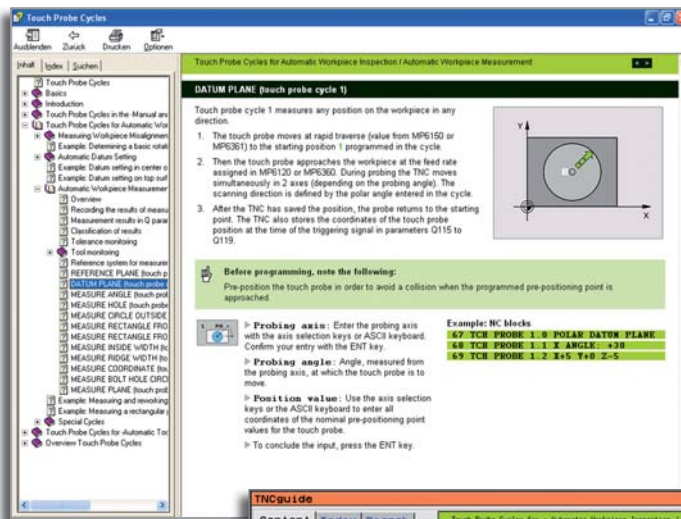 Touch Probe Cycles
Ausblenden Zurück Drucken Optionen
Inhalt Index Suchen
Touch Probe Cycles
Basics
Introduction
Touch Probe Cycles in the Manual an
Touch Probe Cycles for Automatic Wor
Measuring Workpiece Misalignmen
Example: Determining a basic rotati
Automatic Datum Setting
Example: Datum setting in center o
Example: Datum setting on top surf
Automatic Workpiece Measurement
Overview
Recording the results of measu
Measurement results in Q parar
Classification of results
Tolerance monitoring
Tool monitoring
Reference system for measurer
REFERENCE PLANE (touch p
DATUM PLANE (touch probe c
MEASURE ANGLE (touch prob
MEASURE HOLE (touch probe
MEASURE CIRCLE OUTSIDE
MEASURE RECTANGLE FRO
MEASURE RECTANGLE FRO
MEASURE INSIDE WIDTH (to
MEASURE RIDGE WIDTH (to
MEASURE COORDINATE (tou
MEASURE BOLT HOLE CIRC
MEASURE PLANE (touch prob
Example: Measuring and reworking
Example: Measuring a rectangular p
Special Cycles
Touch Probe Cycles for Automatic Too
Overview Touch Probe Cycles
Touch Probe Cycles for Automatic Workpiece Inspection / Automatic Workpiece Measurement
DATUM PLANE (touch probe cycle 1)
Touch probe cycle 1 measures any position on the workpiece in any
direction.
1. The touch probe moves at rapid traverse (value from MP6150 or
MP6361) to the starting position 1 programmed in the cycle.
2. Then the touch probe approaches the workpiece at the feed rate
assigned in MP6120 or MP6360. During probing the TNC moves
simultaneously in 2 axes (depending on the probing angle). The
scanning direction is defined by the polar angle entered in the cycle.
3. After the TNC has saved the position, the probe returns to the starting
point. The TNC also stores the coordinates of the touch probe
position at the time of the triggering signal in parameters Q115 to
Q119.
Y
X
Before programming, note the following:
Pre-position the touch probe in order to avoid a collision when the programmed pre-positioning point is
approached.
1 PA
Probing axis: Enter the probing axis
with the axis selection keys or ASCII keyboard.
Confirm your entry with the ENT key.
Probing angle: Angle, measured from
the probing axis, at which the touch probe is to
move.
Position value: Use the axis selection
keys or the ASCII keyboard to enter all
coordinates of the nominal pre-positioning point
values for the touch probe.
To conclude the input, press the ENT key.
Example: NC blocks
67 TCH PROBE 1.0 POLAR DATUM PLANE
68 TCH PROBE 1.1 X ANGLE: +30
69 TCH PROBE 1.2 X+5 Y+0 Z-5
TNCguide